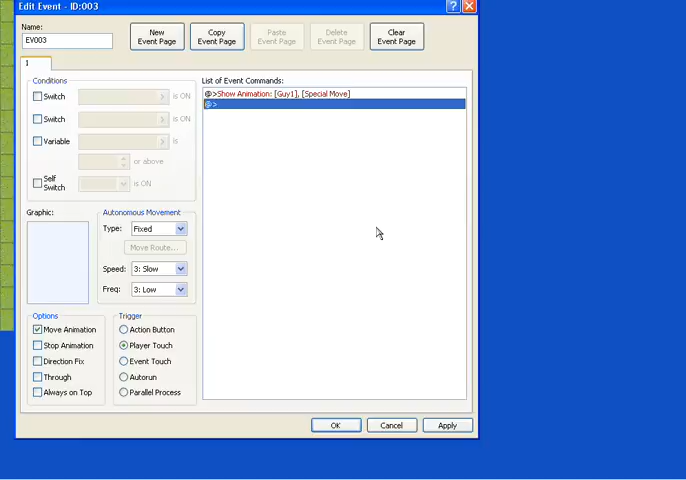 Edit Event - ID:003
Name:
EV003
New Event Page
Copy Event Page
Paste Event Page
Delete Event Page
Clear Event Page
1
Conditions
Switch
is ON
Switch
is ON
Variable
is
or above
Self Switch
is ON
Graphic:
Autonomous Movement
Type:
Fixed
Move Route...
Speed:
3: Slow
Freq:
3: Low
Options
Move Animation
Stop Animation
Direction Fix
Through
Always on Top
Trigger
Action Button
Player Touch
Event Touch
Autorun
Parallel Process
List of Event Commands:
@>Show Animation: [Guy1], [Special Move]
@>
OK
Cancel
Apply